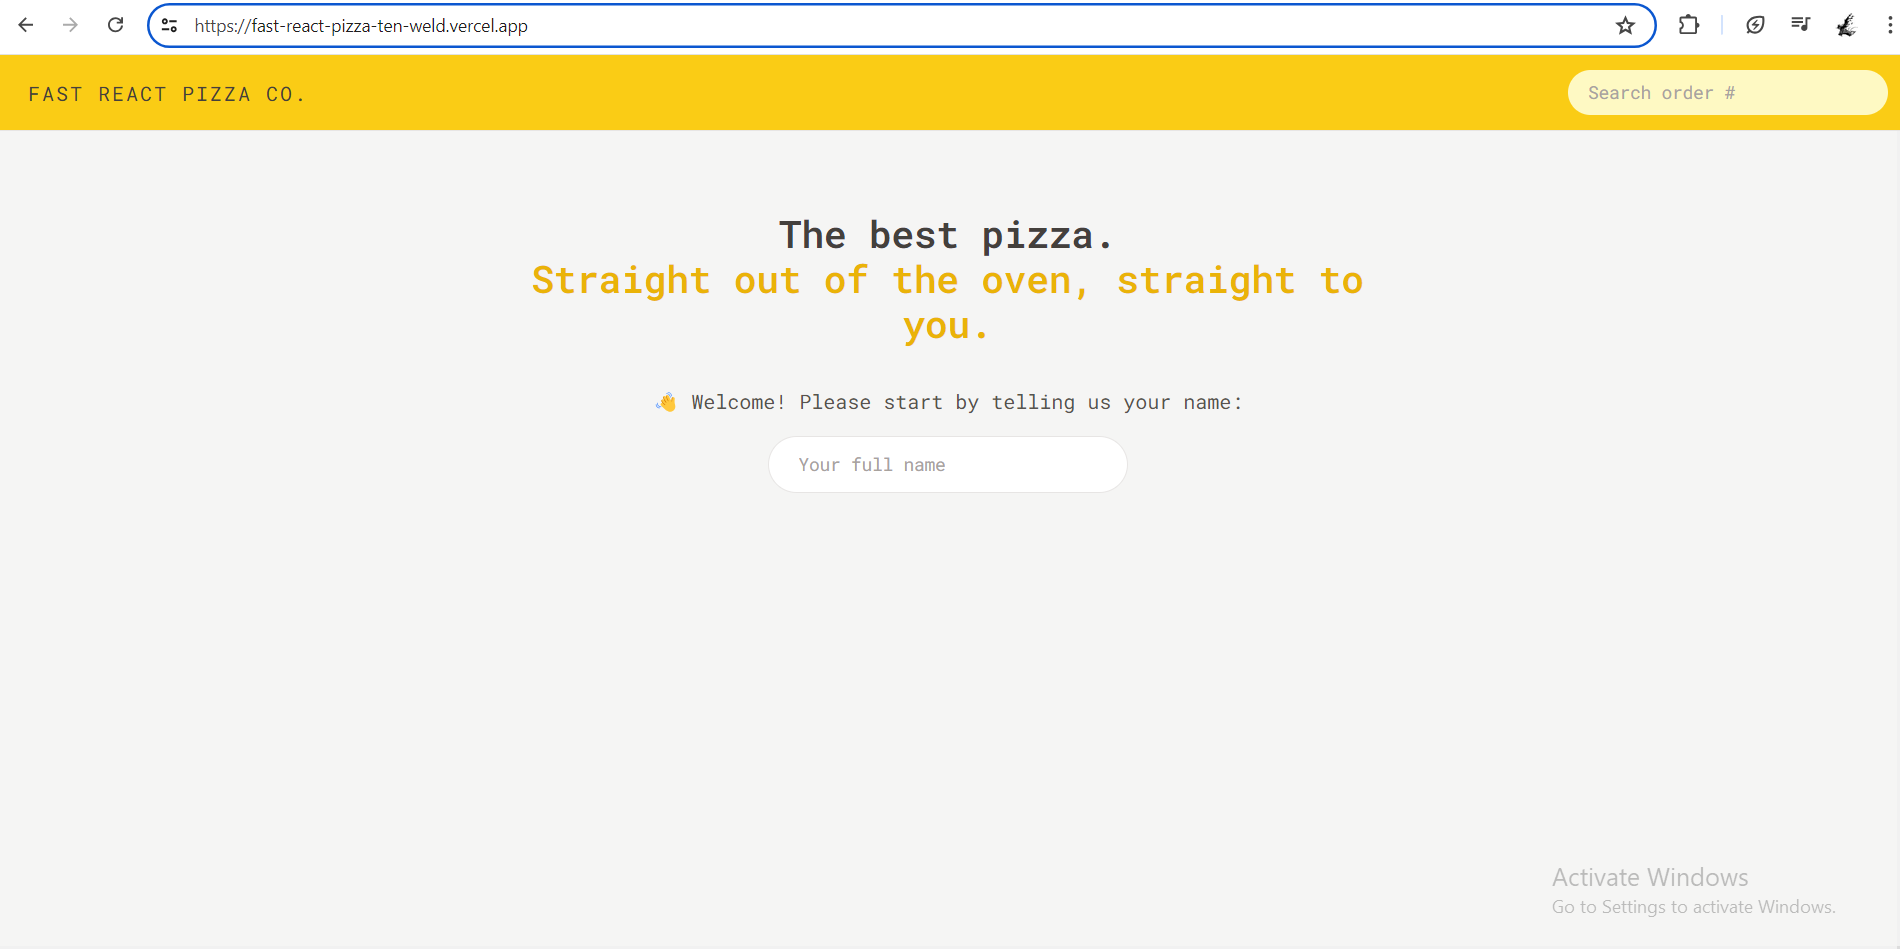 https://fast-react-pizza-ten-weld.vercel.app
FAST REACT PIZZA CO.
Search order #
The best pizza.
Straight out of the oven, straight to
you.
👋 Welcome! Please start by telling us your name:
Your full name
Activate Windows
Go to Settings to activate Windows.